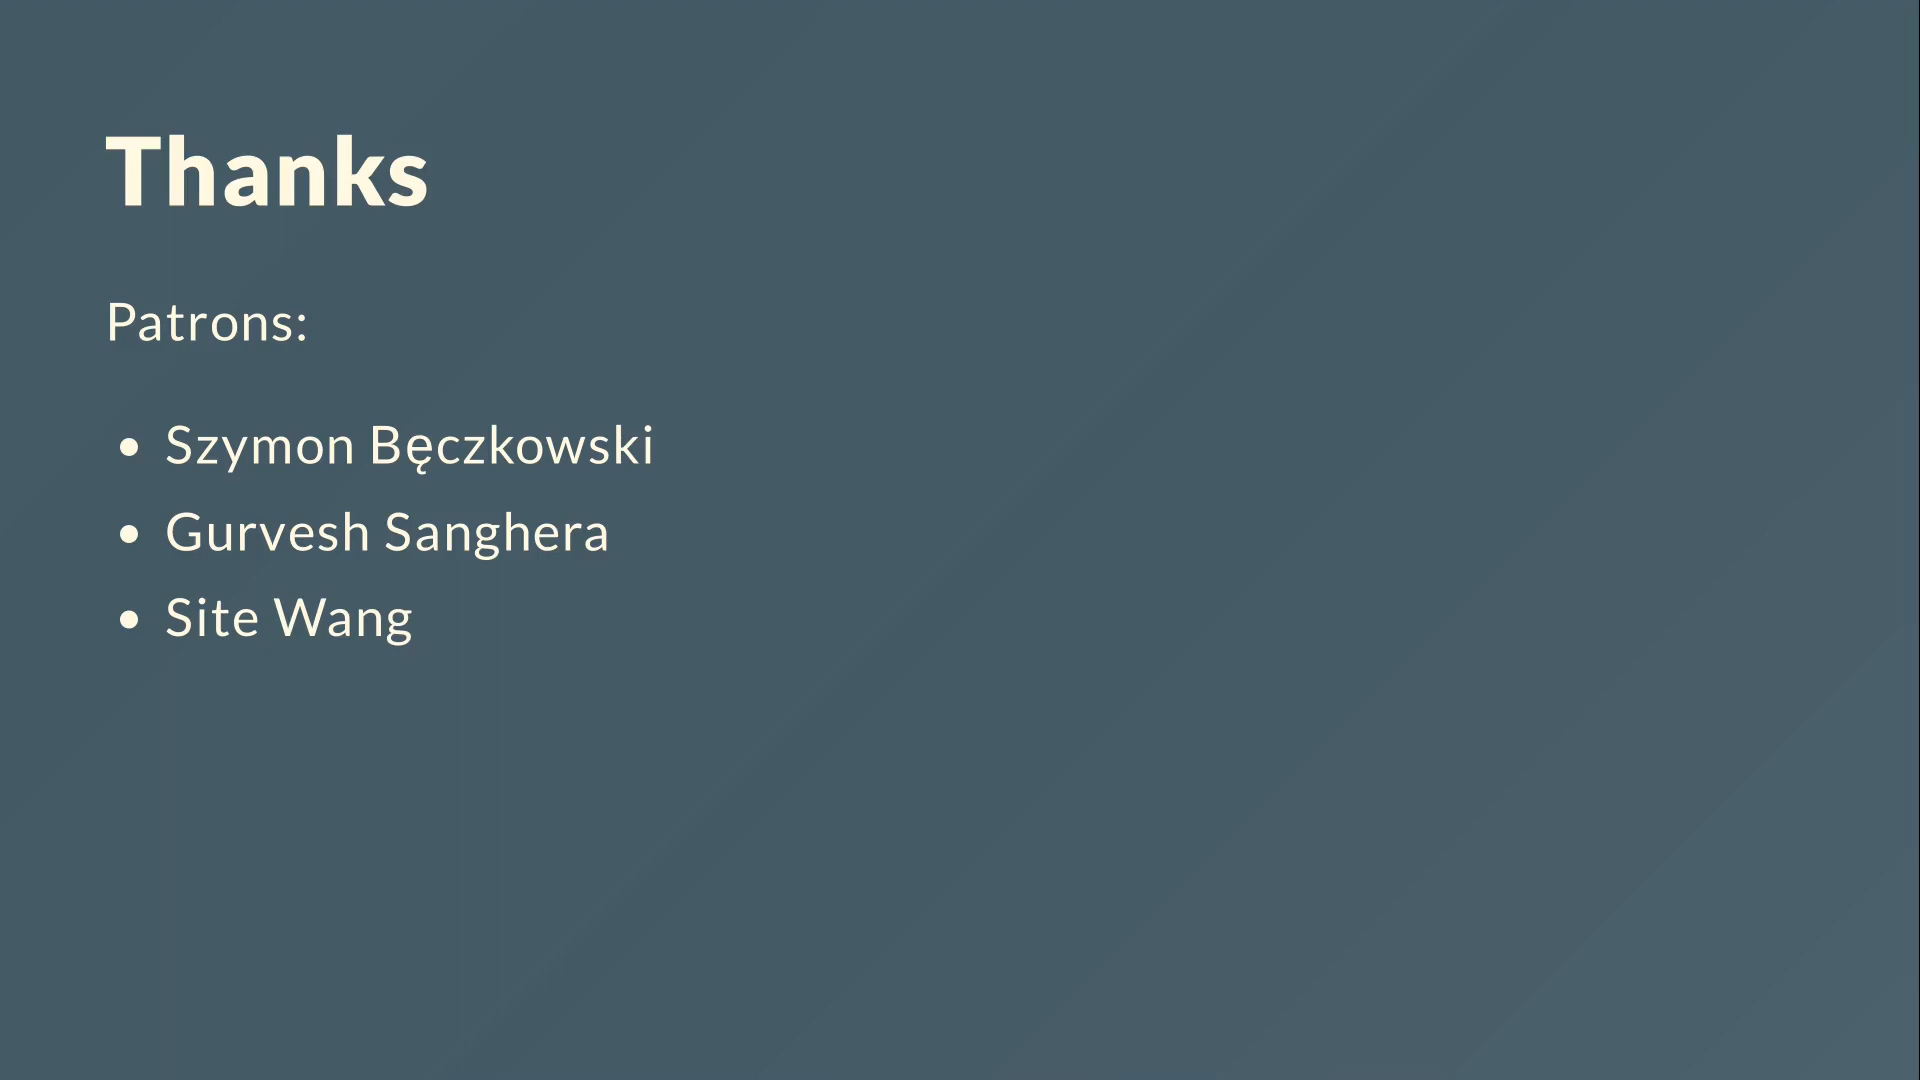 Thanks
Patrons:
• Szymon Bęczkowski
• Gurvesh Sanghera
• Site Wang